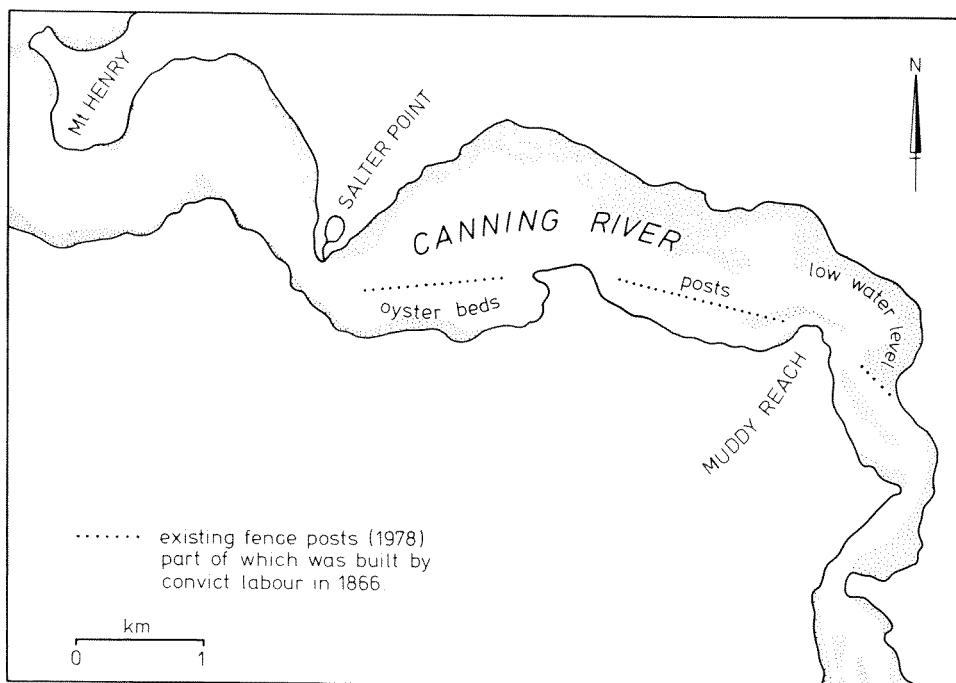 N
Mt HENRY
SALTER POINT
CANNING RIVER
low water level
posts
oyster beds
MUDDY REACH
existing fence posts (1978)
part of which was built by
convict labour in 1866.
km
0 1